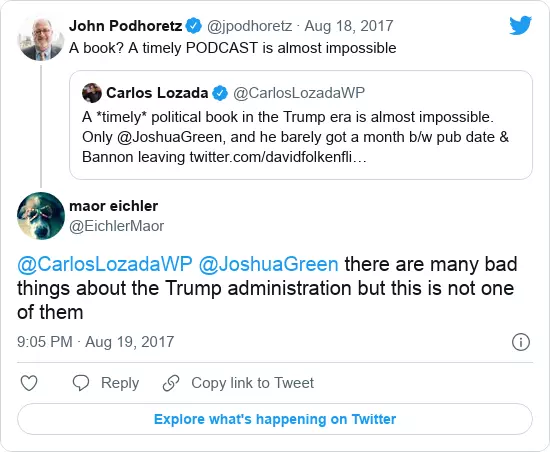 John Podhoretz @jpodhoretz · Aug 18, 2017
A book? A timely PODCAST is almost impossible
Carlos Lozada @CarlosLozadaWP
A *timely* political book in the Trump era is almost impossible.
Only @JoshuaGreen, and he barely got a month b/w pub date &
Bannon leaving twitter.com/davidfolkenfli…
maor eichler
@EichlerMaor
@CarlosLozadaWP @JoshuaGreen there are many bad
things about the Trump administration but this is not one
of them
9:05 PM · Aug 19, 2017
Reply Copy link to Tweet
Explore what's happening on Twitter